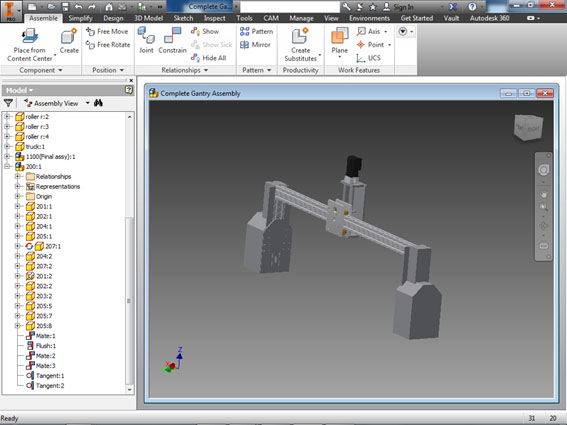 PRO
Complete Ga...
Sign In
Assemble Simplify Design 3D Model Sketch Inspect Tools CAM Manage View Environments Get Started Vault Autodesk 360
Place from
Content Center
Create
Free Move
Free Rotate
Joint
Constrain
Show
Show Sick
Hide All
Pattern
Mirror
Create
Substitutes
Plane
Axis
Point
UCS
Component Position Relationships Pattern Productivity Work Features
Model
Assembly View
Complete Gantry Assembly
roller r:2
roller r:3
roller r:4
truck:1
1100(Final assy):1
200:1
Relationships
Representations
Origin
201:1
202:1
204:1
205:1
207:1
204:2
207:2
201:2
202:2
203:2
205:5
205:7
205:8
Mate:1
Flush:1
Mate:2
Mate:3
Tangent:1
Tangent:2
Z
Ready
31 20